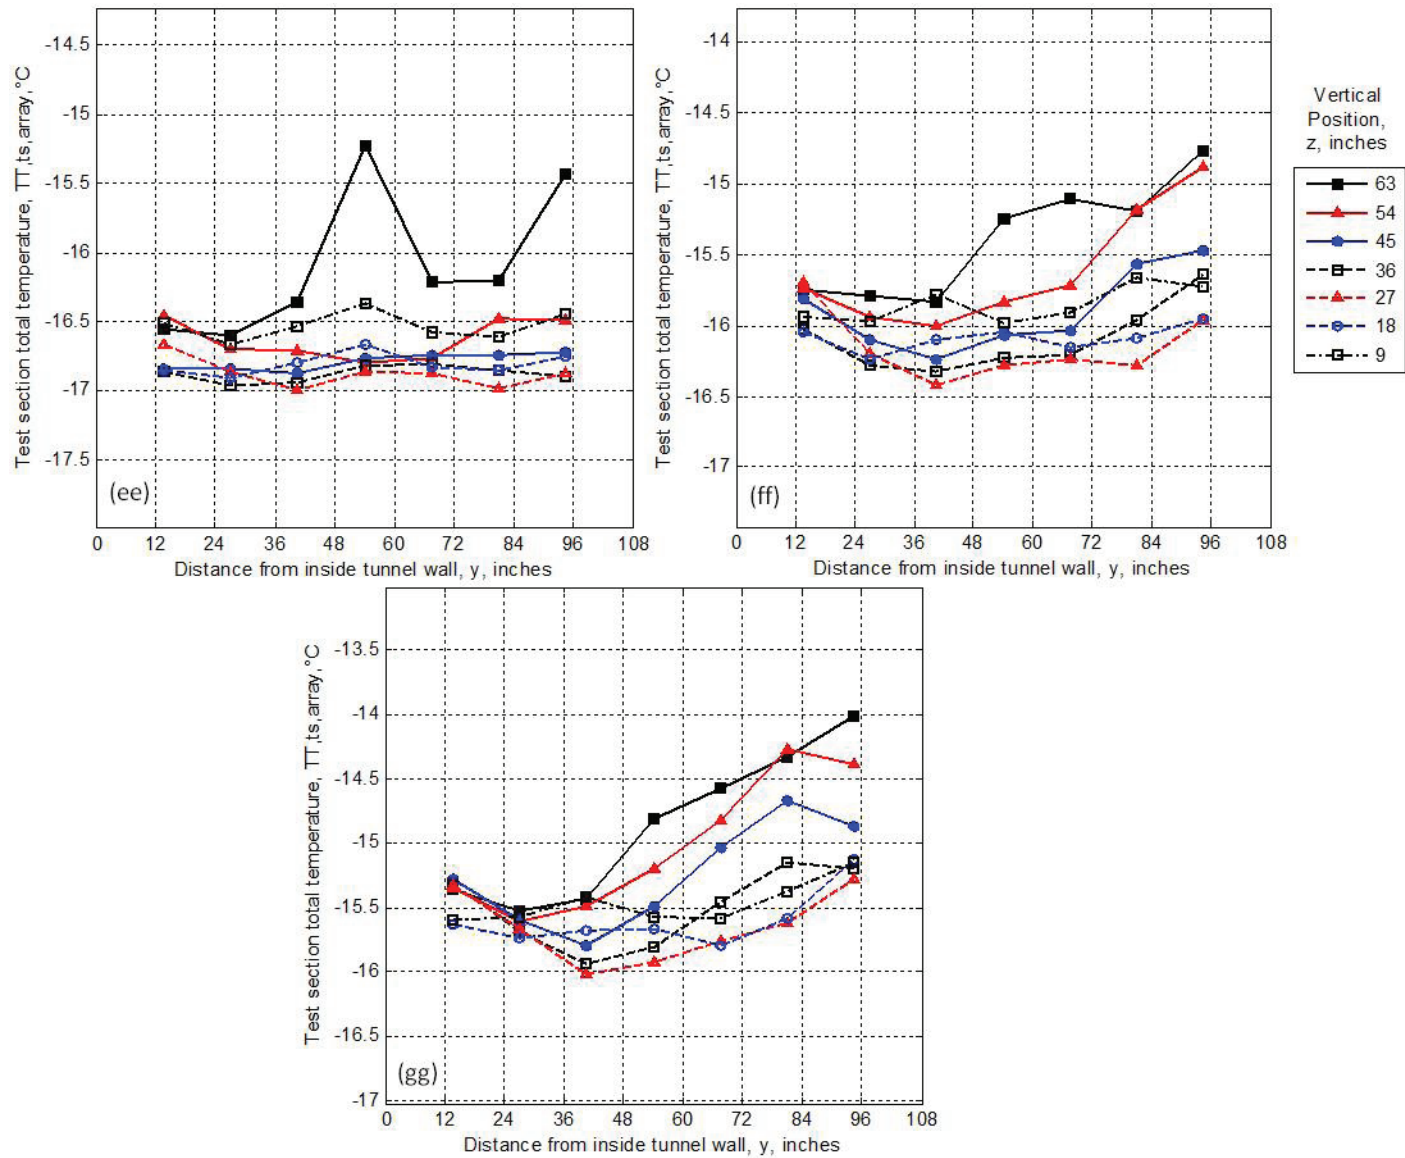 -14.5
-15
-15.5
-16
-16.5
-17
-17.5
Test section total temperature, TT,ts,array,°C
(ee)
0 12 24 36 48 60 72 84 96 108
Distance from inside tunnel wall, y, inches
-14
-14.5
-15
-15.5
-16
-16.5
-17
Test section total temperature, TT,ts,array,°C
(ff)
0 12 24 36 48 60 72 84 96 108
Distance from inside tunnel wall, y, inches
Vertical
Position,
z, inches
63
54
45
36
27
18
9
-13.5
-14
-14.5
-15
-15.5
-16
-16.5
-17
Test section total temperature, TT,ts,array,°C
(gg)
0 12 24 36 48 60 72 84 96 108
Distance from inside tunnel wall, y, inches